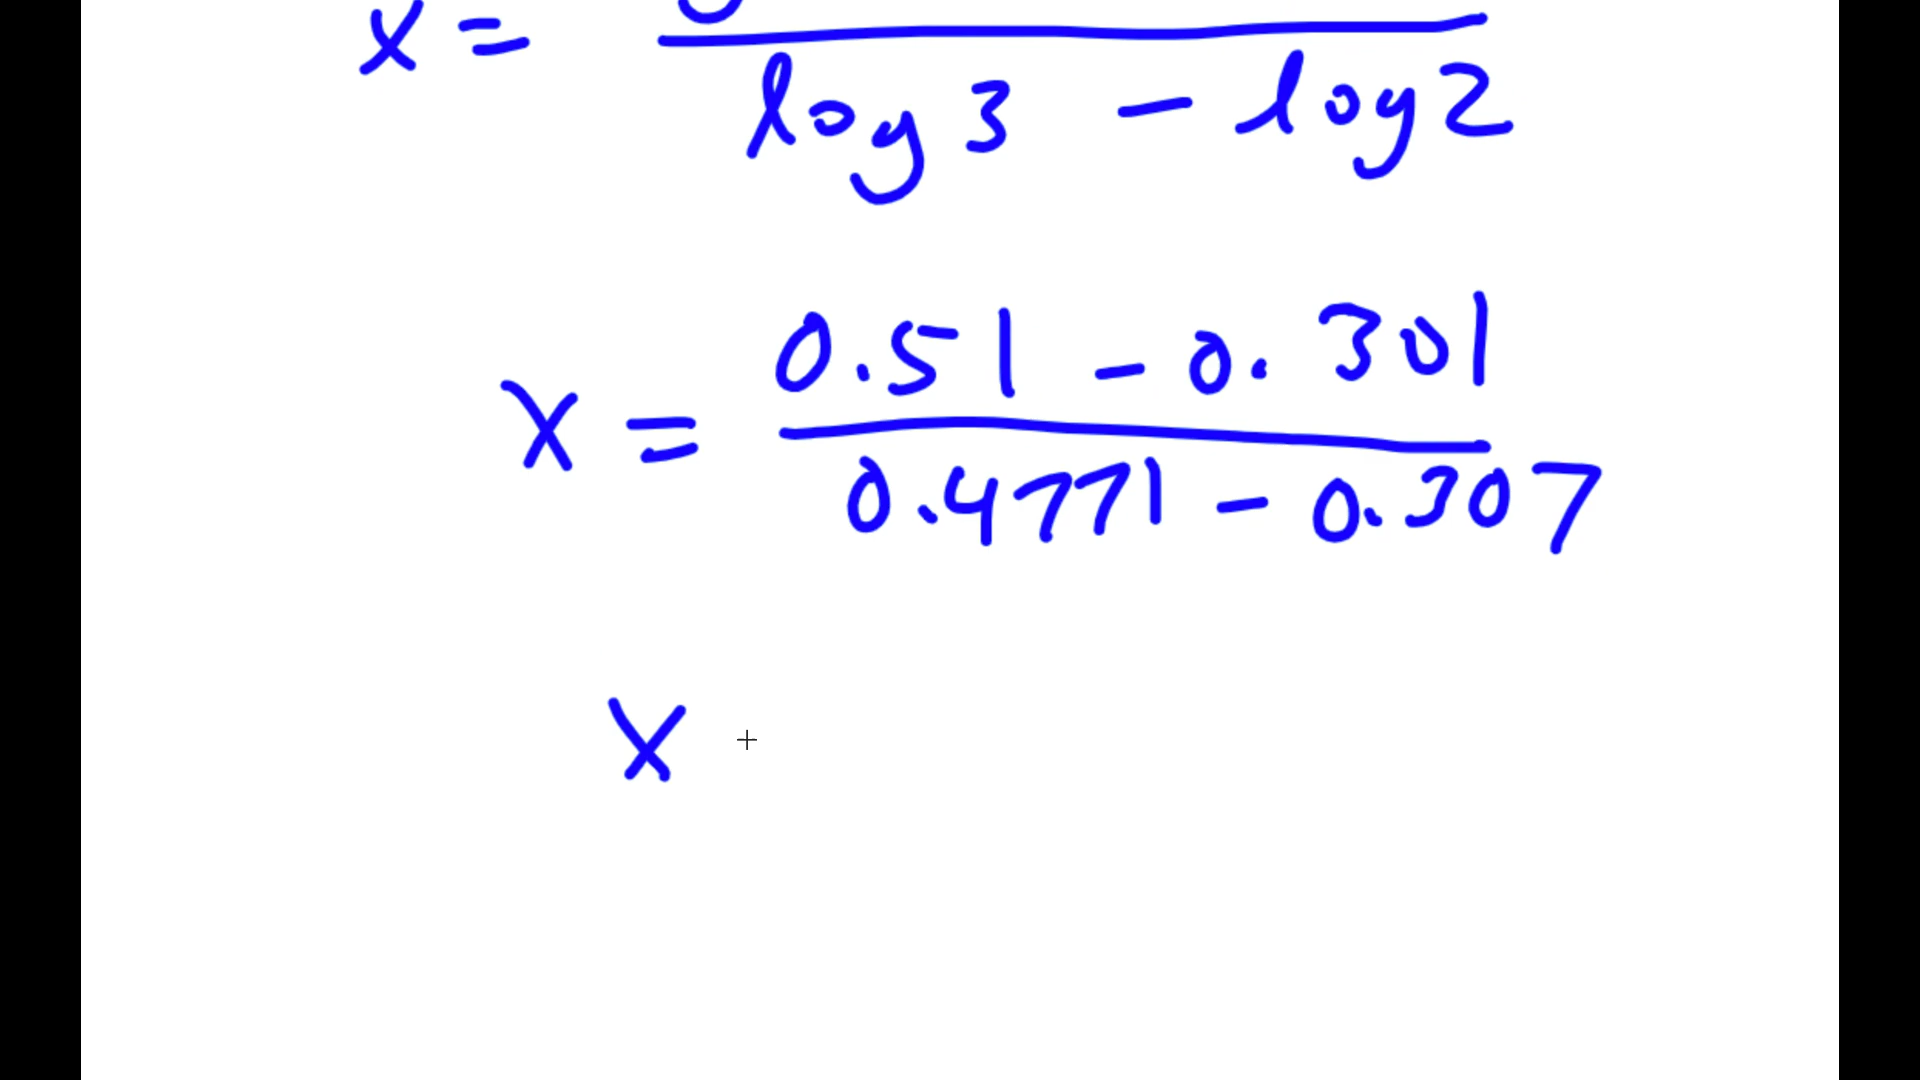 x =
log 3 - log 2
x = 0.51 - 0.301
0.4771 - 0.307
x